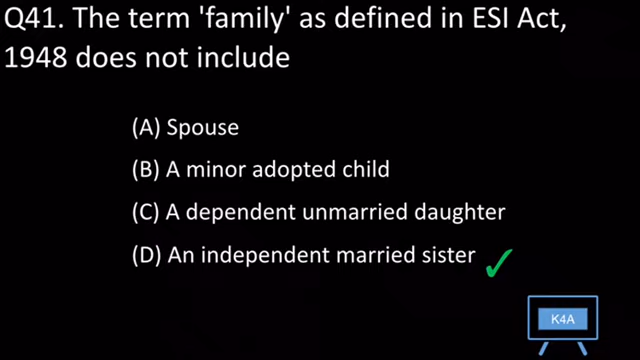 Q41. The term 'family' as defined in ESI Act,
1948 does not include
(A) Spouse
(B) A minor adopted child
(C) A dependent unmarried daughter
(D) An independent married sister
K4A